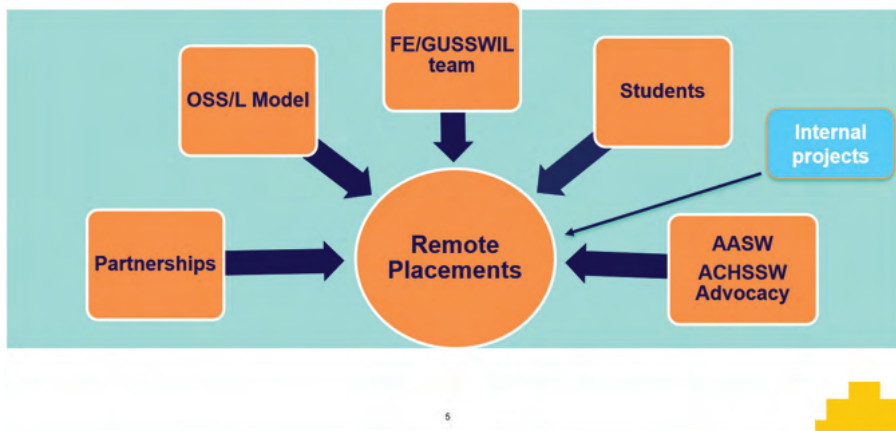 FE/GUSSWIL
team
OSS/L Model
Students
Internal
projects
Partnerships
Remote
Placements
AASW
ACHSSW
Advocacy
5